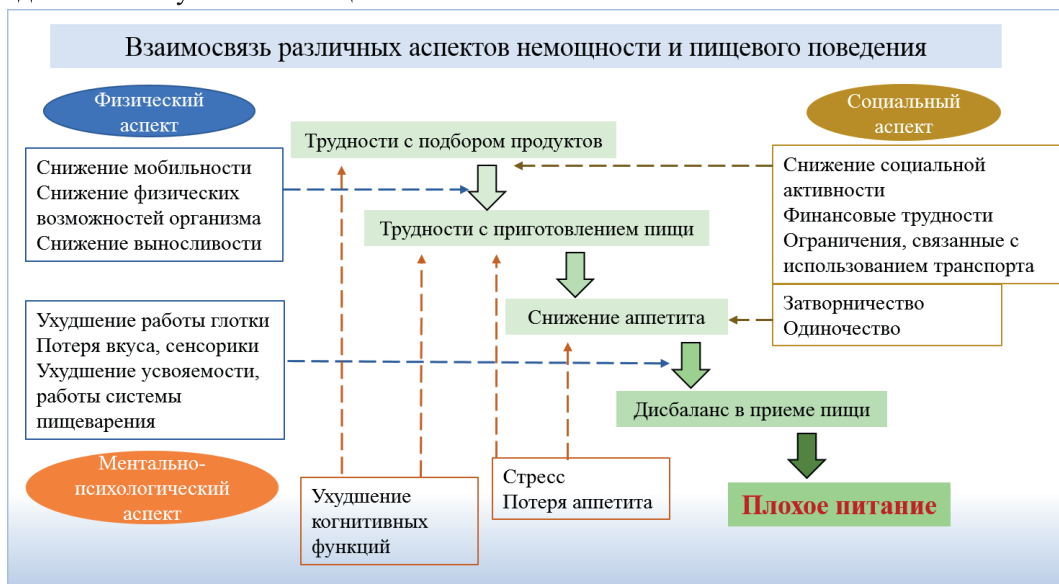 Взаимосвязь различных аспектов немощности и пищевого поведения
Физический
аспект
Социальный
аспект
Трудности с подбором продуктов
Снижение мобильности
Снижение физических
возможностей организма
Снижение выносливости
Снижение социальной
активности
Финансовые трудности
Ограничения, связанные с
использованием транспорта
Трудности с приготовлением пищи
Затворничество
Одиночество
Снижение аппетита
Ухудшение работы глотки
Потеря вкуса, сенсорики
Ухудшение усвояемости,
работы системы
пищеварения
Дисбаланс в приеме пищи
Ментально-
психологический
аспект
Ухудшение
когнитивных
функций
Стресс
Потеря аппетита
Плохое питание